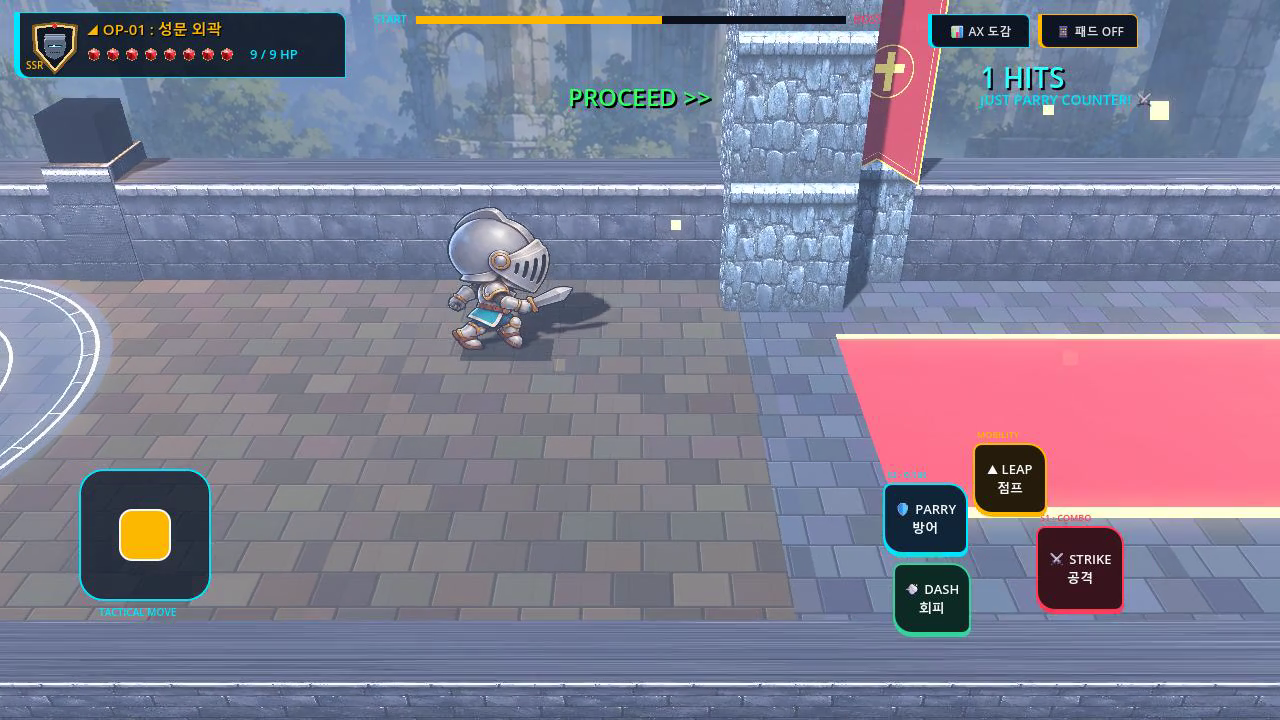 ◢ OP-01 : 성문 외곽
SSR
9 / 9 HP
START
BOSS
📊 AX 도감
패드 OFF
PROCEED >>
1 HITS
JUST PARRY COUNTER! ⚔
MOBILITY
▲ LEAP
점프
PARRY
방어
S1 : COMBO
⚔ STRIKE
공격
DASH
회피
TACTICAL MOVE